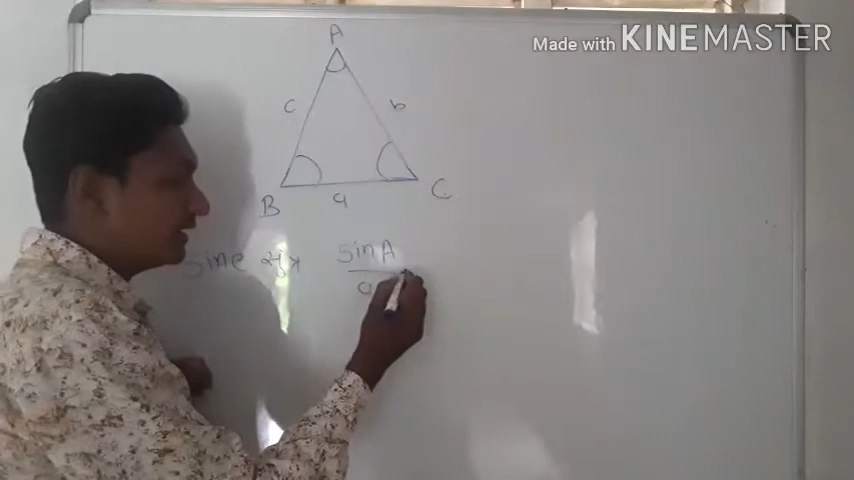 Made with KINEMASTER
A
c
b
B
a
C
sine सूत्र
sin A
a